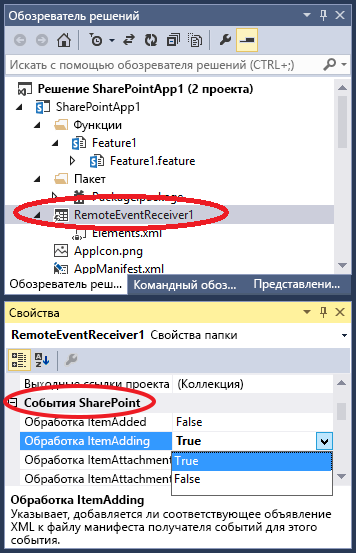 Обозреватель решений
Искать с помощью обозревателя решений (CTRL+;)
Решение SharePointApp1 (2 проекта)
SharePointApp1
Функции
Feature1
Feature1.feature
Пакет
Package.package
RemoteEventReceiver1
Elements.xml
AppIcon.png
AppManifest.xml
Обозреватель реш... Командный обоз... Представлени...
Свойства
RemoteEventReceiver1 Свойства папки
Выходные ссылки проекта (Коллекция)
События SharePoint
Обработка ItemAdded False
Обработка ItemAdding True
Обработка ItemAttachment True
Обработка ItemAttachment False
Обработка ItemAdding
Указывает, добавляется ли соответствующее объявление
XML к файлу манифеста получателя событий для этого
события.